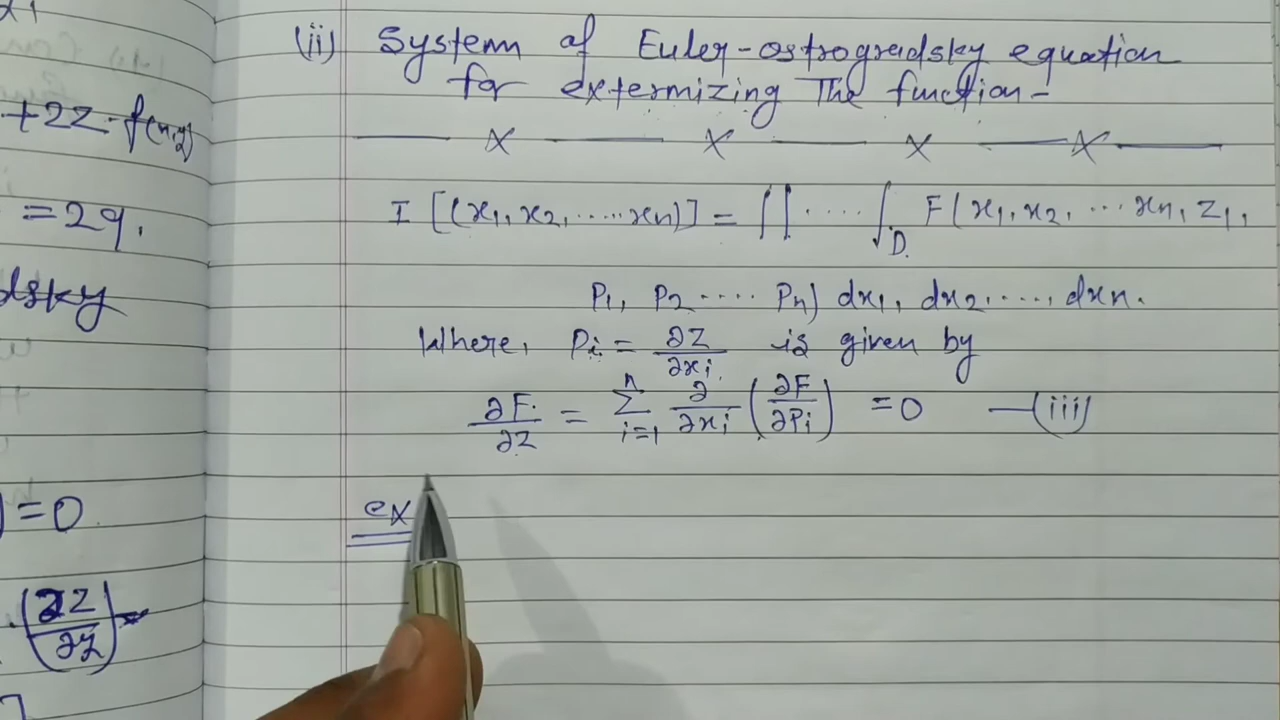 (ii) System of Euler-ostrogradsky equation
for extermizing The function-
I [(x1, x2, ..... xn)] = ∫∫ .... ∫D. F(x1, x2, ... xn, z1,
P1, P2 .... Pn) dx1, dx2, ...., dxn.
Where, Pi = ∂Z/∂xi. is given by
∂F./∂Z = n∑i=1 ∂/∂xi (∂F/∂Pi) = 0 —(iii)
ex
+2Z·f(x,y)
= 2q.
dsky
) = 0
·(∂Z/∂y)-